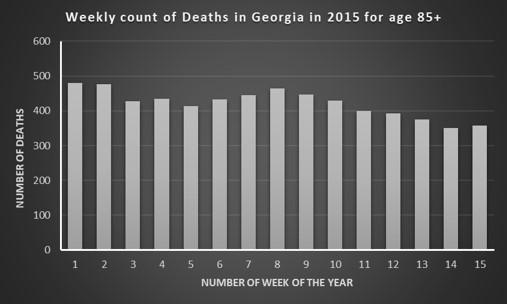 Weekly count of Deaths in Georgia in 2015 for age 85+
600
500
400
300
200
100
0
NUMBER OF DEATHS
1 2 3 4 5 6 7 8 9 10 11 12 13 14 15
NUMBER OF WEEK OF THE YEAR